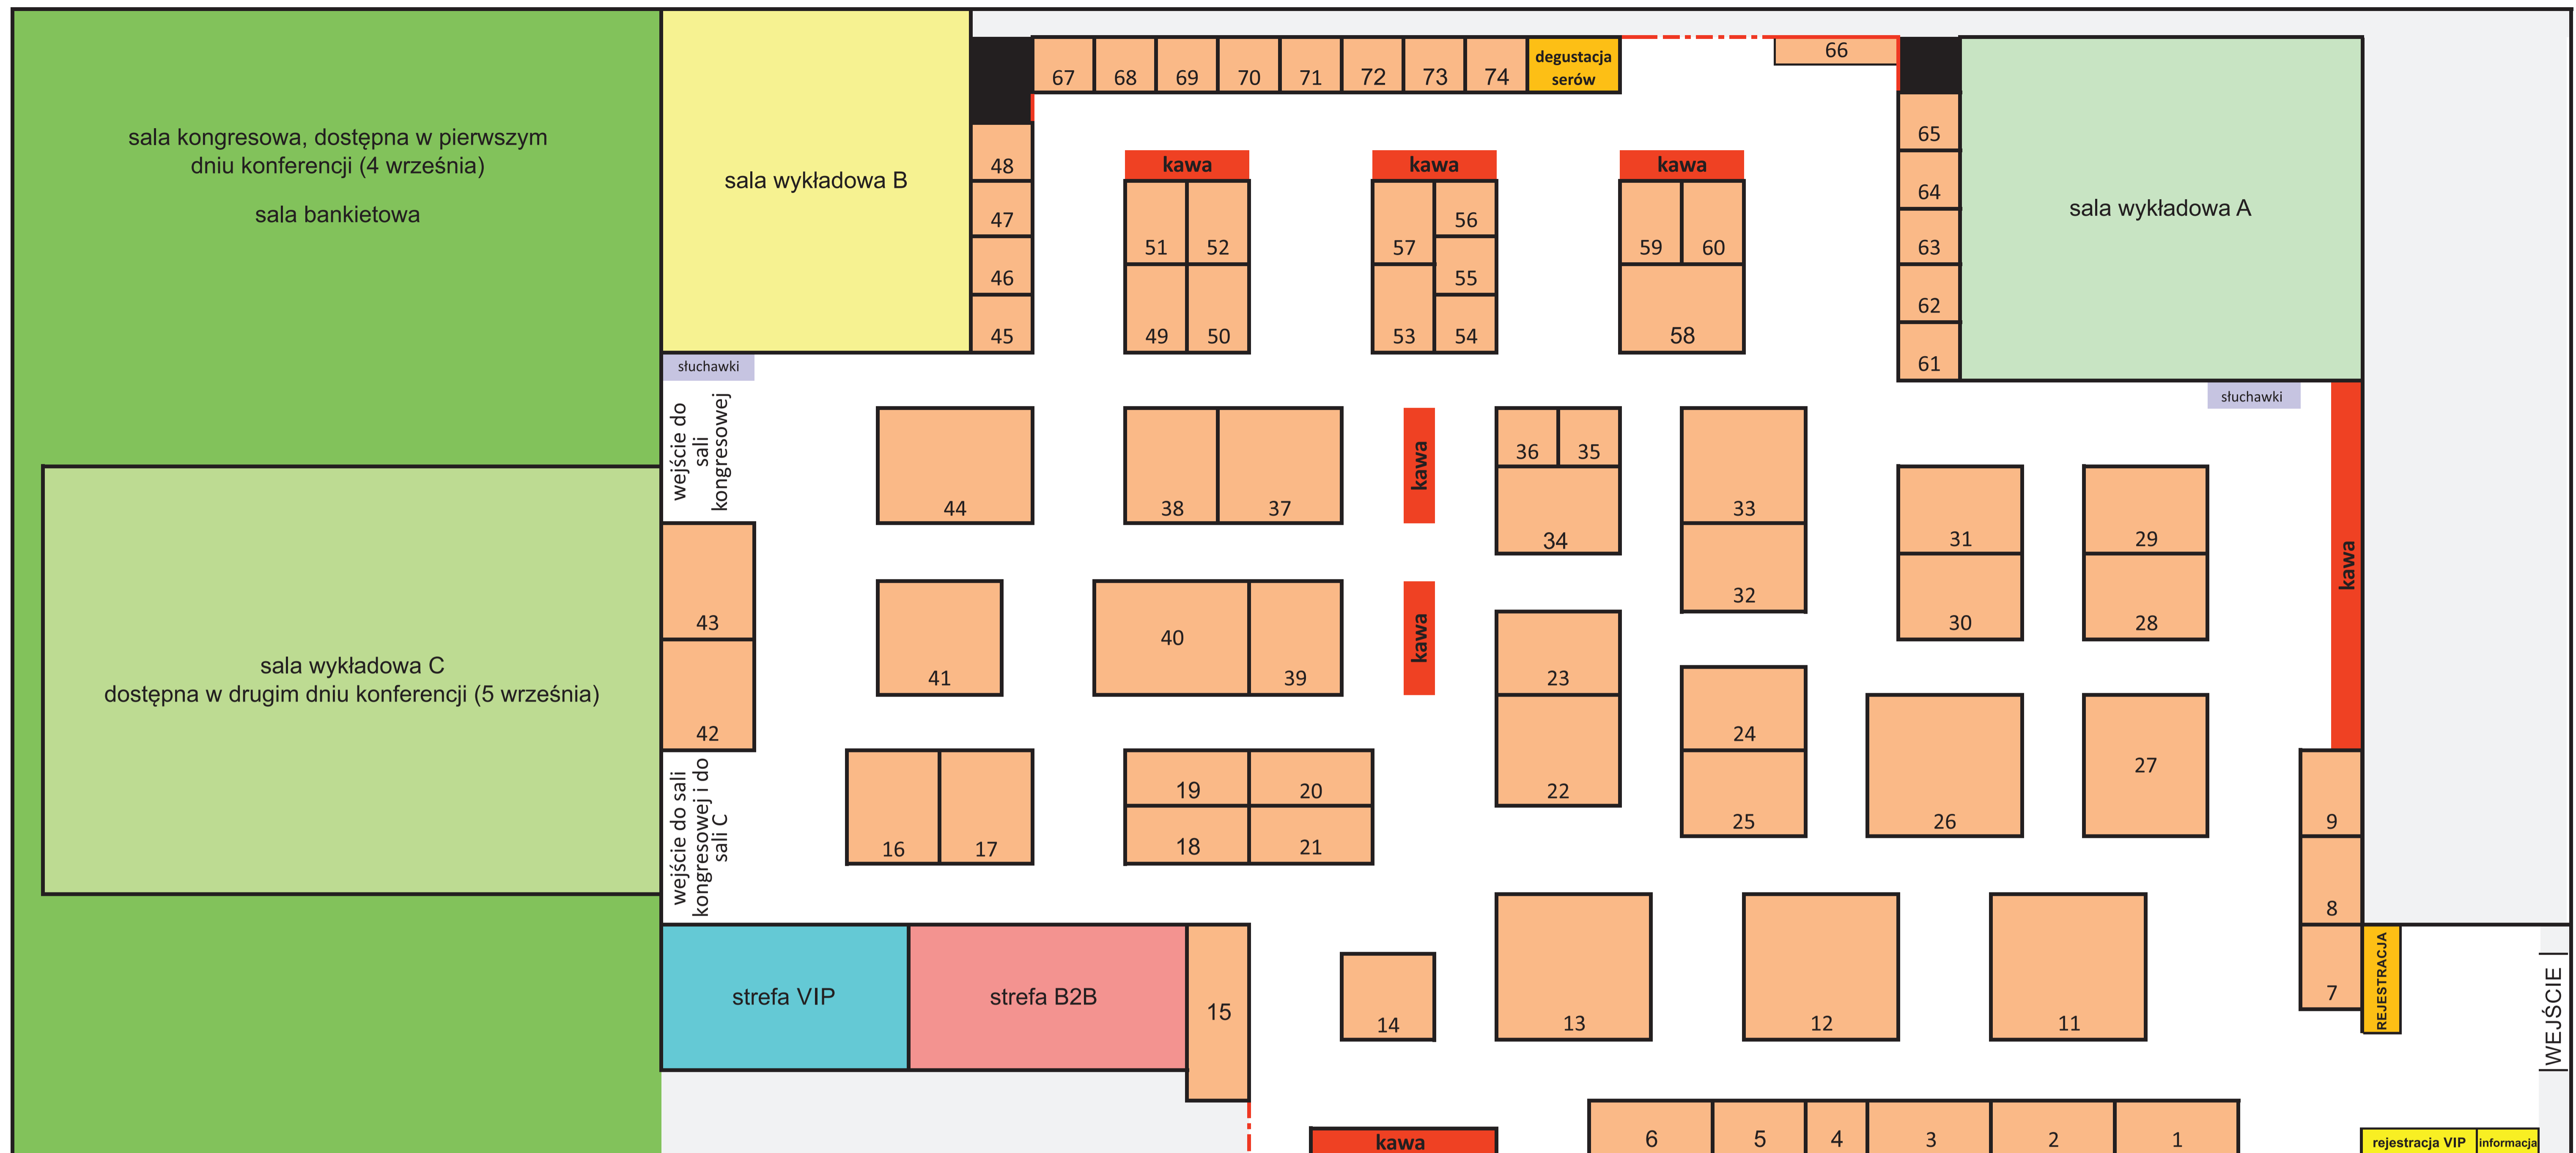 sala kongresowa, dostępna w pierwszym
dniu konferencji (4 września)
sala bankietowa
sala wykładowa B
67 68 69 70 71 72 73 74
degustacja
serów
66
65
64
63
62
61
sala wykładowa A
48
47
46
45
kawa
51 52
49 50
kawa
57 56
55
53 54
kawa
59 60
58
słuchawki
słuchawki
wejście do
sali
kongresowej
44
38 37
kawa
36 35
34
33
32
31
30
29
28
kawa
sala wykładowa C
dostępna w drugim dniu konferencji (5 września)
43
42
41
40 39
kawa
23
22
24
25
26
27
9
8
7
wejście do sali
kongresowej i do
sali C
16 17
19 20
18 21
strefa VIP
strefa B2B
15
14
13
12
11
REJESTRACJA
WEJŚCIE
kawa
6 5 4 3 2 1
rejestracja VIP
informacja